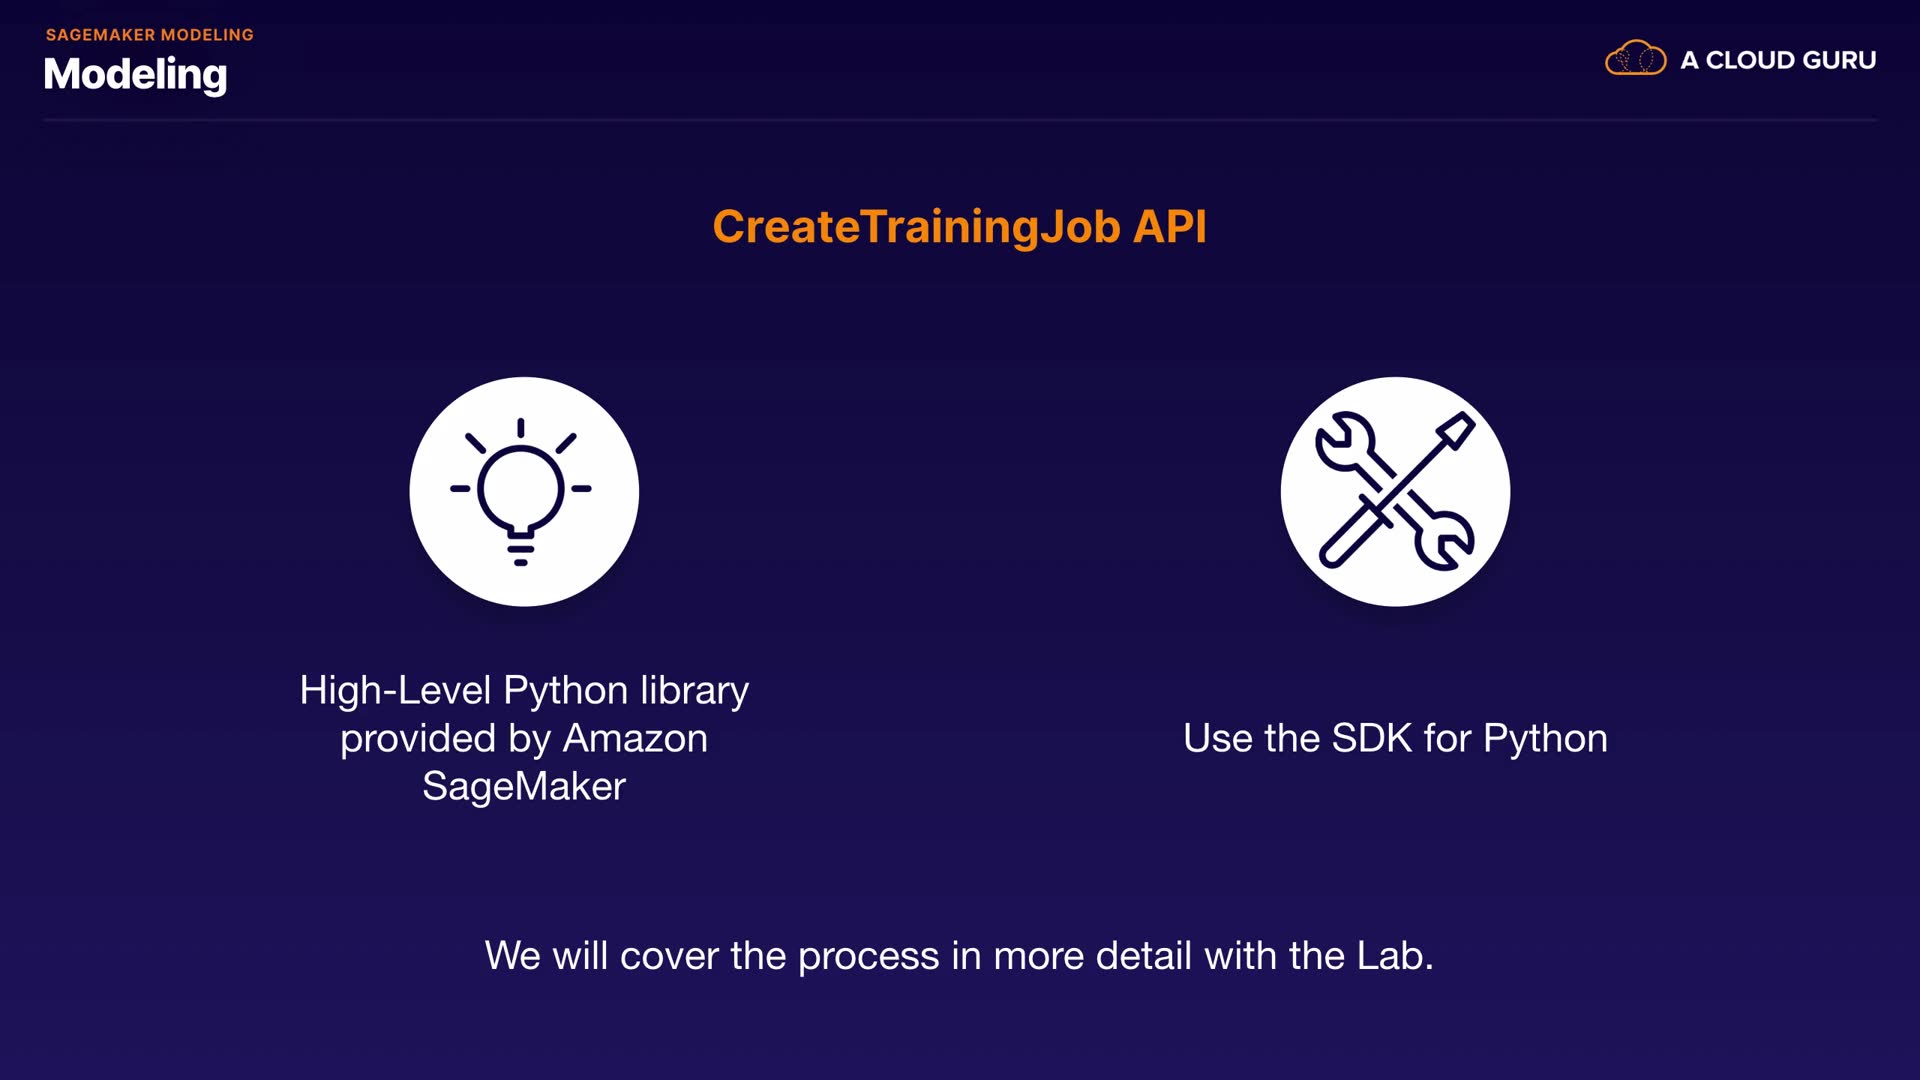 SAGEMAKER MODELING
Modeling
A CLOUD GURU
CreateTrainingJob API
High-Level Python library
provided by Amazon
SageMaker
Use the SDK for Python
We will cover the process in more detail with the Lab.